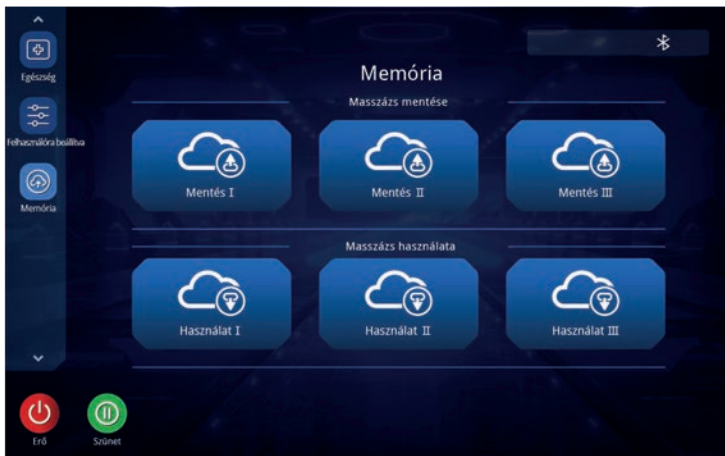 Egészség
Felhasználóra beállítva
Memória
Memória
Masszázs mentése
Mentés I
Mentés II
Mentés III
Masszázs használata
Használat I
Használat II
Használat III
Erő
Szünet